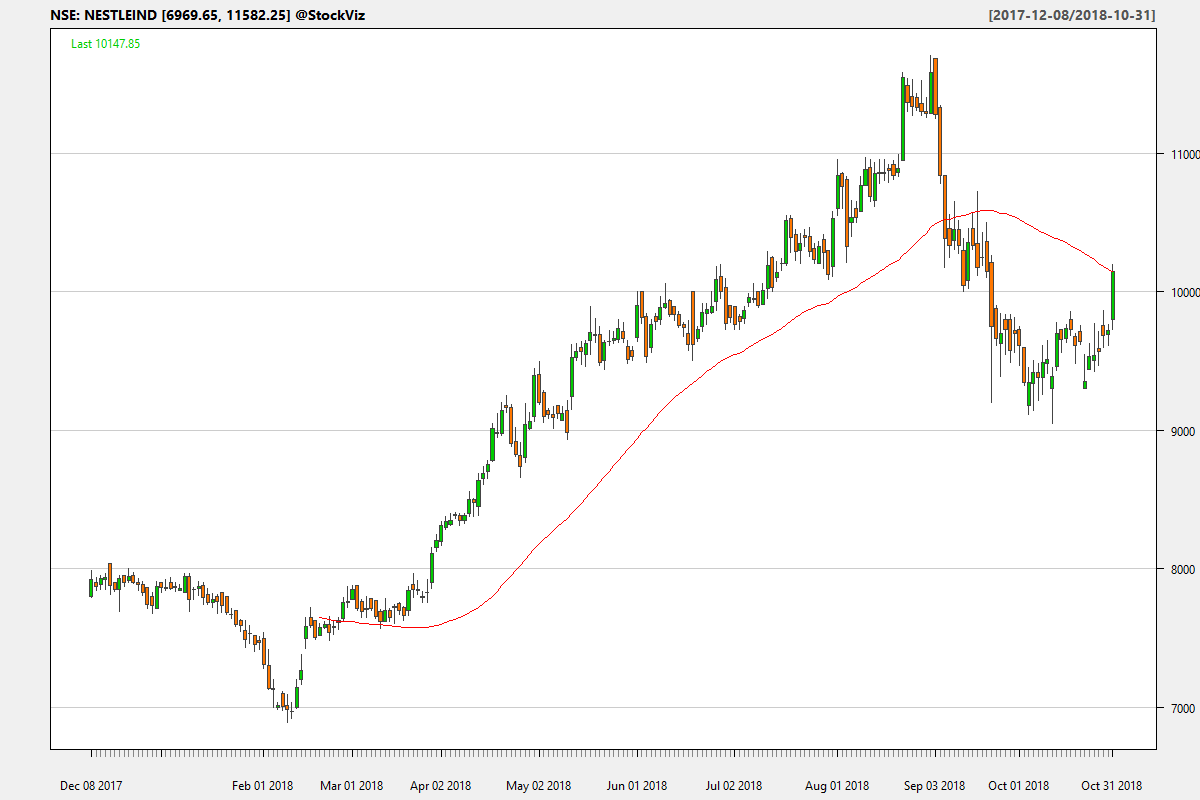 NSE: NESTLEIND [6969.65, 11582.25] @StockViz
[2017-12-08/2018-10-31]
Last 10147.85
11000
10000
9000
8000
7000
Dec 08 2017
Feb 01 2018
Mar 01 2018
Apr 02 2018
May 02 2018
Jun 01 2018
Jul 02 2018
Aug 01 2018
Sep 03 2018
Oct 01 2018
Oct 31 2018